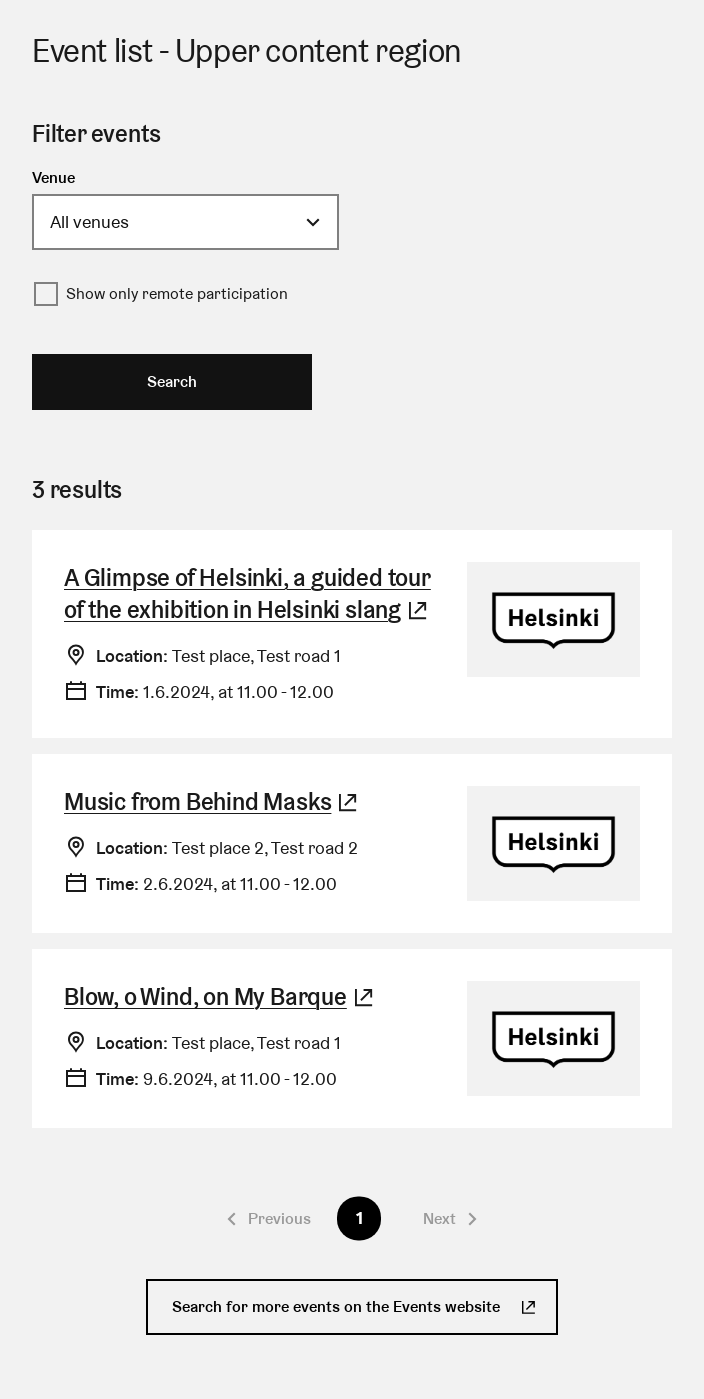 Event list - Upper content region
Filter events
Venue
All venues
Show only remote participation
Search
3 results
A Glimpse of Helsinki, a guided tour
of the exhibition in Helsinki slang
Helsinki
Location: Test place, Test road 1
Time: 1.6.2024, at 11.00 - 12.00
Music from Behind Masks
Helsinki
Location: Test place 2, Test road 2
Time: 2.6.2024, at 11.00 - 12.00
Blow, o Wind, on My Barque
Helsinki
Location: Test place, Test road 1
Time: 9.6.2024, at 11.00 - 12.00
Previous 1 Next
Search for more events on the Events website